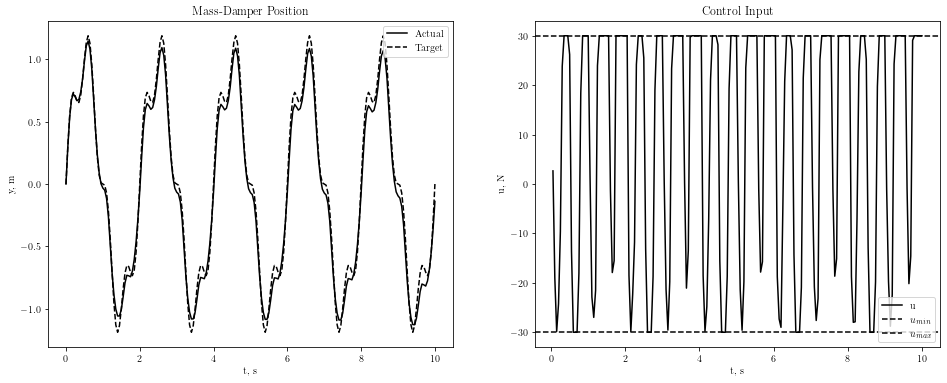 Mass-Damper Position
Actual
Target
1.0
0.5
0.0
−0.5
−1.0
y, m
0
2
4
6
8
10
t, s
Control Input
30
20
10
0
−10
−20
−30
u, N
u
u_min
u_max
0
2
4
6
8
10
t, s